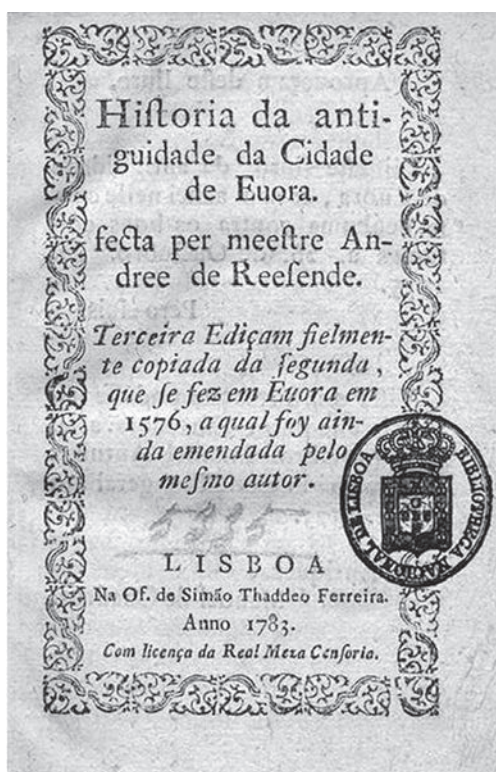 Hiſtoria da anti-
guidade da Cidade
de Euora.
fecta per meeſtre An-
dree de Reeſende.
Terceira Ediçam fielmen-
te copiada da ſegunda,
que ſe fez em Euora em
1576, a qual foy ain-
da emendada pelo
meſmo autor.
5335
LISBOA
Na Of. de Simão Thaddeo Ferreira.
Anno 1783.
Com licença da Real Meza Cenſoria.
BIBLIOTHECA NACIONAL DE LISBOA